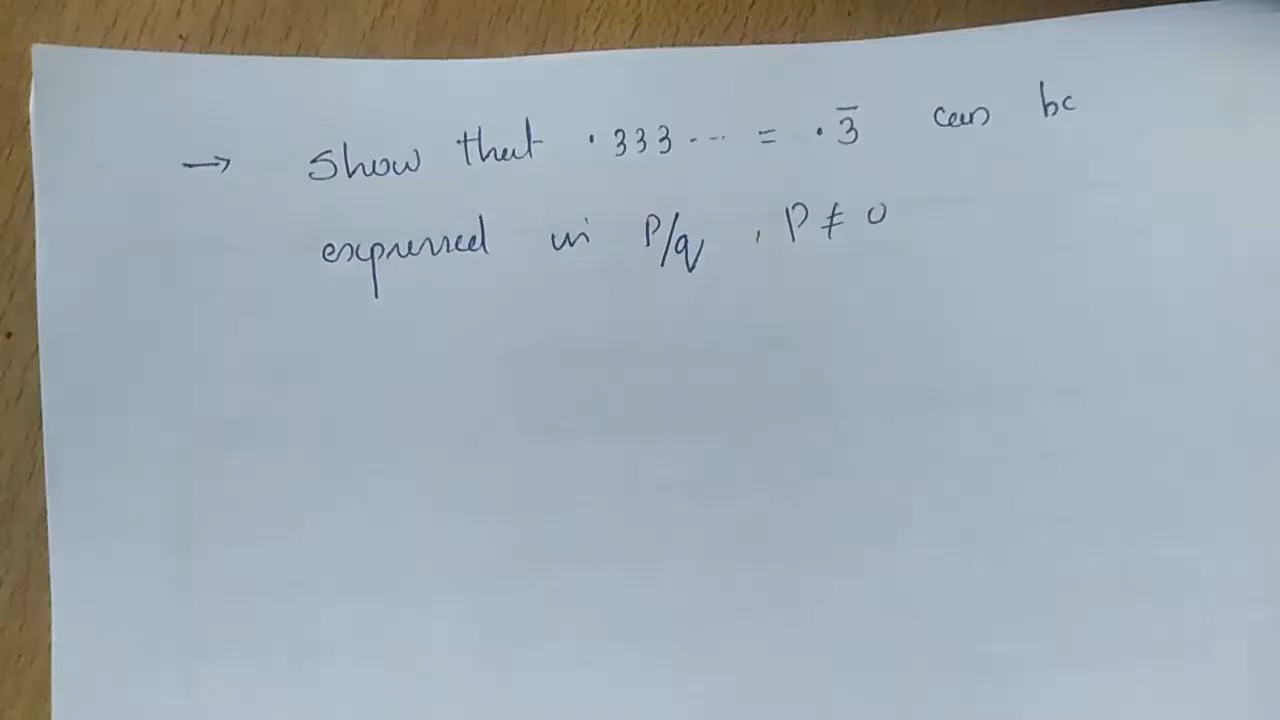 → Show that .333... = .3̅ can be
expressed in P/q , P ≠ 0